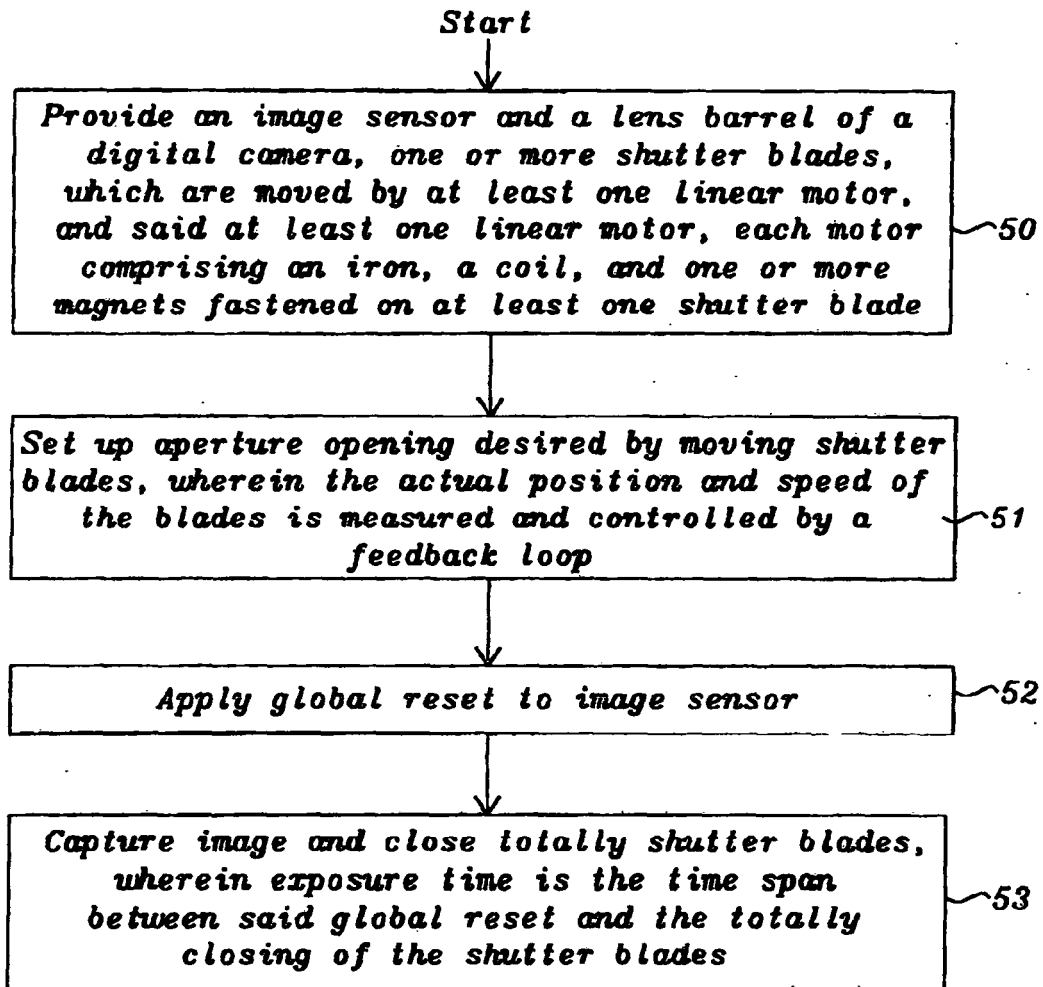 Start
Provide an image sensor and a lens barrel of a
digital camera, one or more shutter blades,
which are moved by at least one linear motor,
and said at least one linear motor, each motor
comprising an iron, a coil, and one or more
magnets fastened on at least one shutter blade
50
Set up aperture opening desired by moving shutter
blades, wherein the actual position and speed of
the blades is measured and controlled by a
feedback loop
51
Apply global reset to image sensor
52
Capture image and close totally shutter blades,
wherein exposure time is the time span
between said global reset and the totally
closing of the shutter blades
53